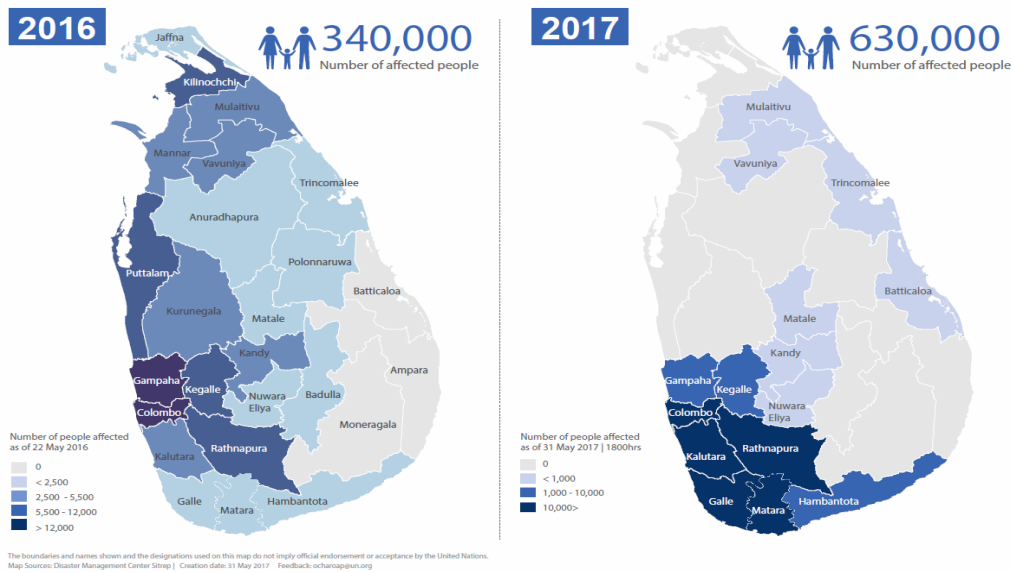 2016
340,000
Number of affected people
Jaffna
Kilinochchi
Mulaitivu
Mannar
Vavuniya
Trincomalee
Anuradhapura
Polonnaruwa
Puttalam
Batticaloa
Kurunegala
Matale
Kandy
Ampara
Gampaha
Kegalle
Nuwara
Eliya
Badulla
Colombo
Moneragala
Rathnapura
Kalutara
Galle
Matara
Hambantota
Number of people affected
as of 22 May 2016
0
< 2,500
2,500 - 5,500
5,500 - 12,000
> 12,000
2017
630,000
Number of affected people
Mulaitivu
Vavuniya
Trincomalee
Batticaloa
Matale
Kandy
Gampaha
Kegalle
Nuwara
Eliya
Colombo
Rathnapura
Kalutara
Galle
Matara
Hambantota
Number of people affected
as of 31 May 2017 | 1800hrs
0
< 1,000
1,000 - 10,000
10,000>
The boundaries and names shown and the designations used on this map do not imply official endorsement or acceptance by the United Nations.
Map Sources: Disaster Management Center Sitrep | Creation date: 31 May 2017 Feedback: ocharoap@un.org